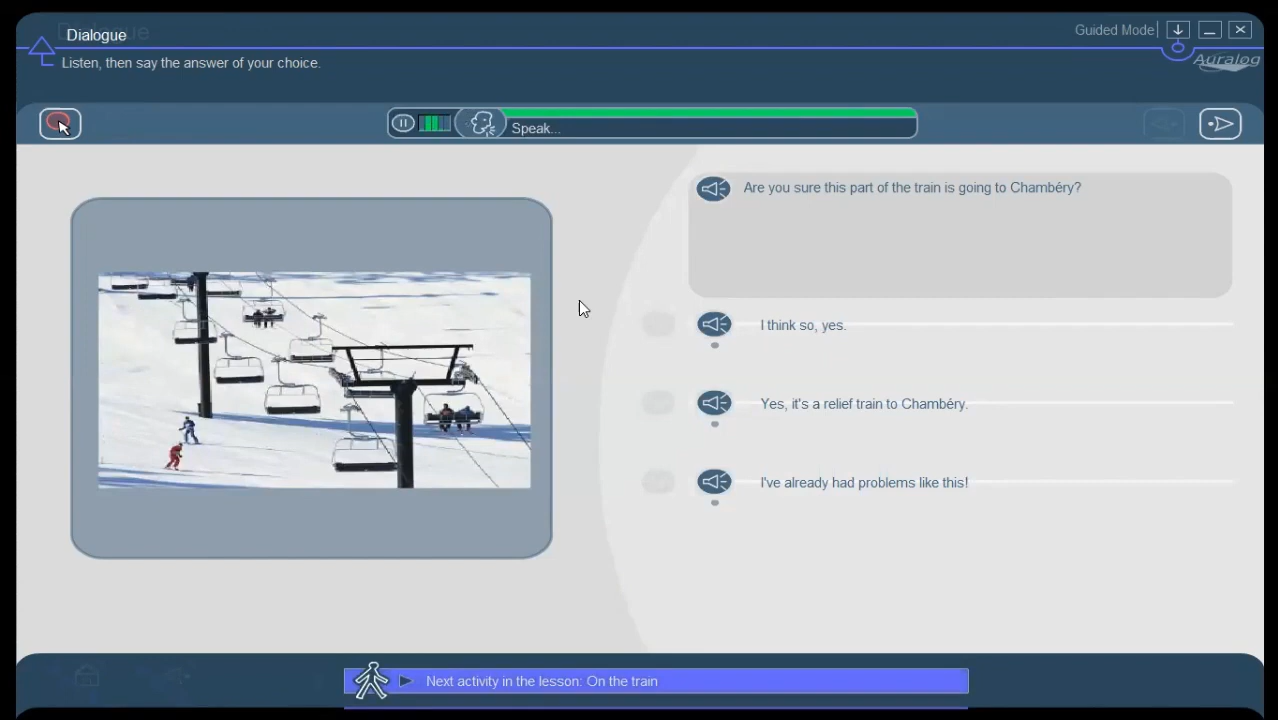 Dialogue
Guided Mode
Listen, then say the answer of your choice.
Auralog
Speak...
Are you sure this part of the train is going to Chambéry?
I think so, yes.
Yes, it's a relief train to Chambéry.
I've already had problems like this!
Next activity in the lesson: On the train